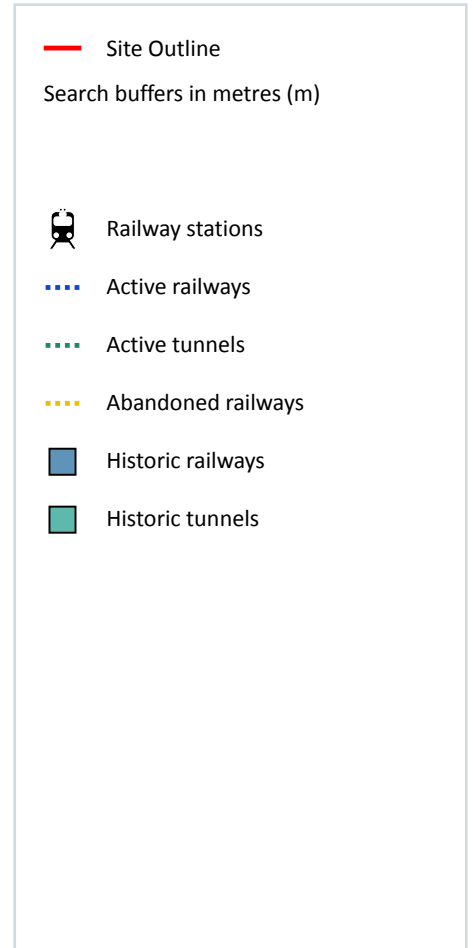 Site Outline
Search buffers in metres (m)
Railway stations
Active railways
Active tunnels
Abandoned railways
Historic railways
Historic tunnels